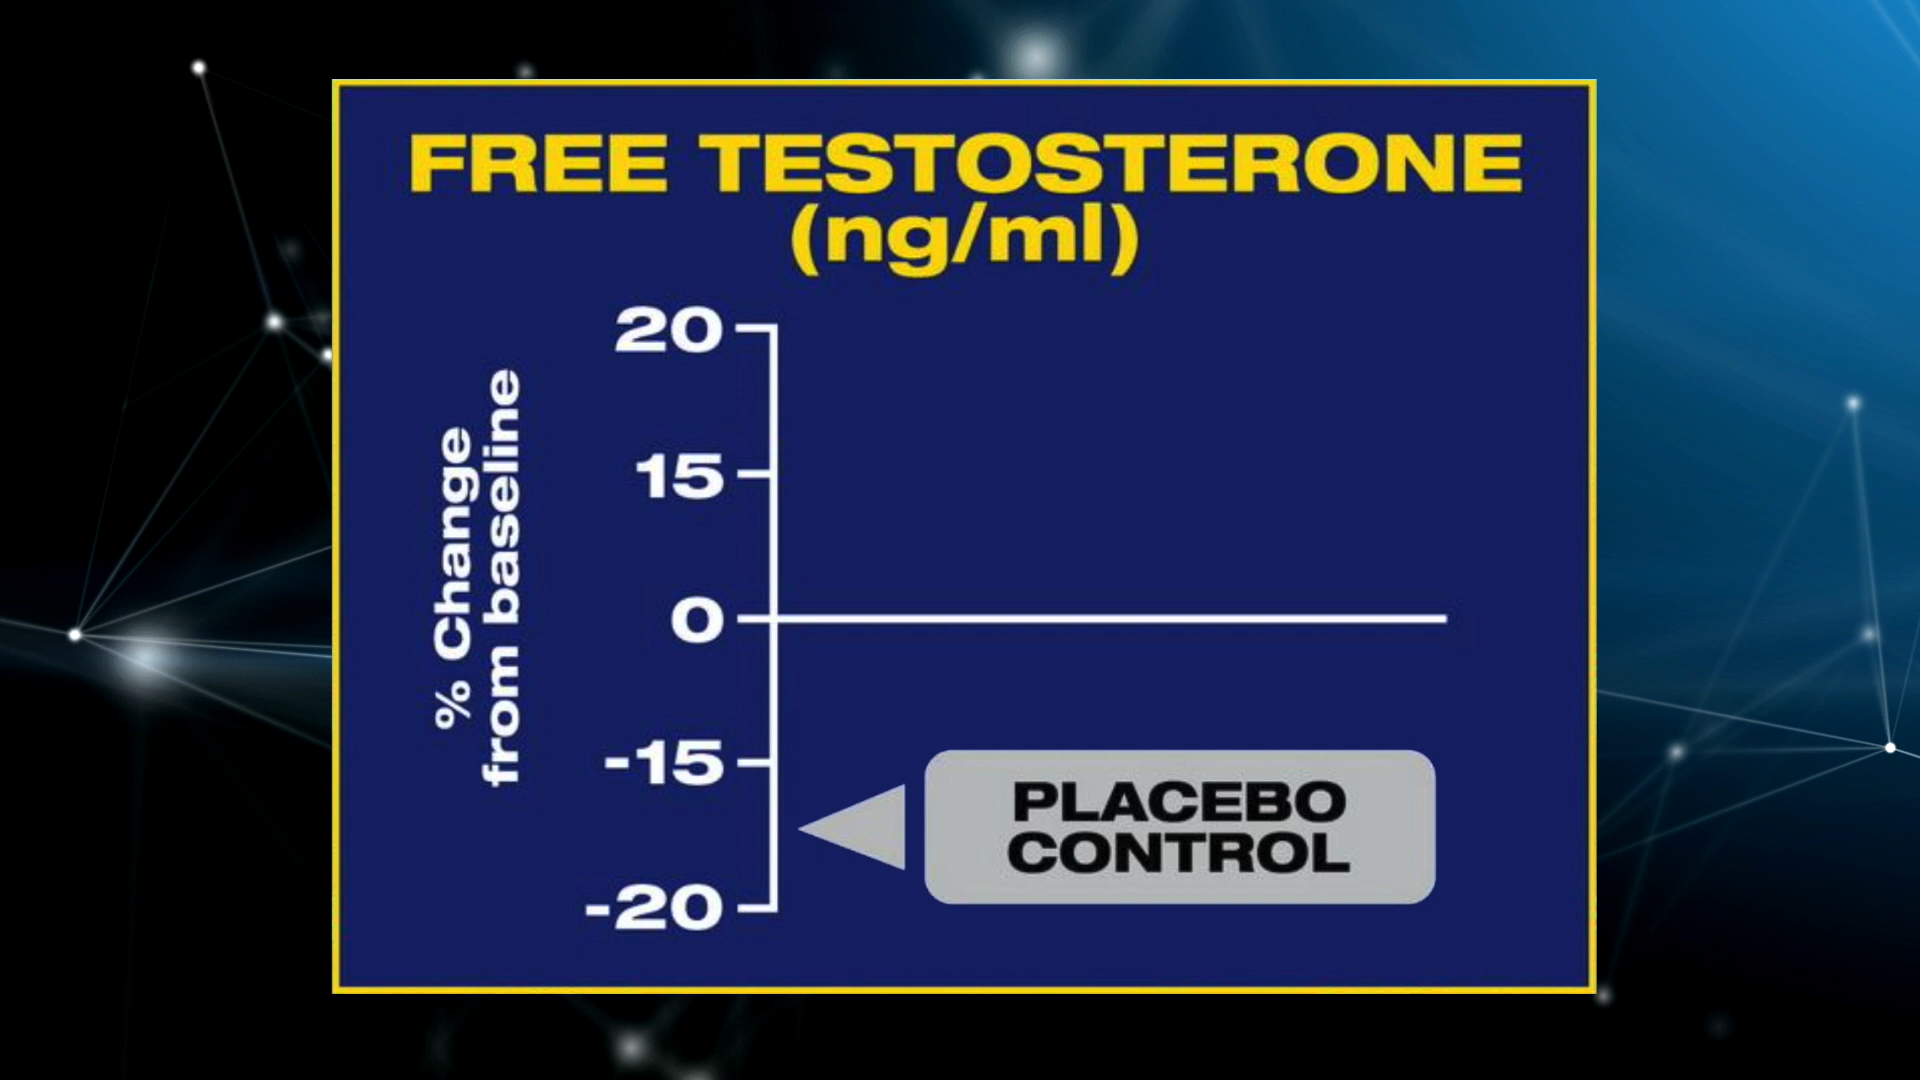 FREE TESTOSTERONE
(ng/ml)
% Change
from baseline
20
15
0
-15
-20
PLACEBO
CONTROL